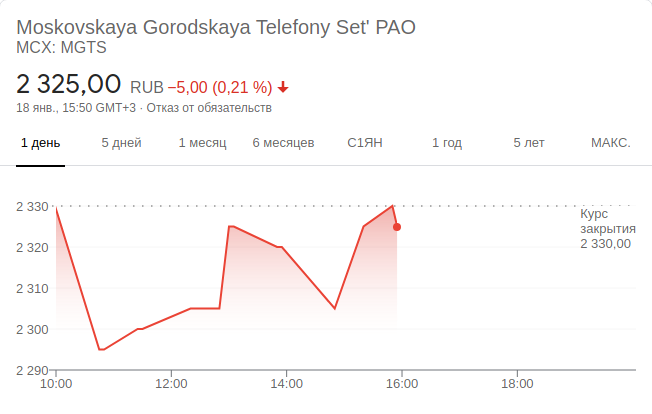 Moskovskaya Gorodskaya Telefony Set' PAO
MCX: MGTS
2 325,00 RUB −5,00 (0,21 %)
18 янв., 15:50 GMT+3 · Отказ от обязательств
1 день 5 дней 1 месяц 6 месяцев С1ЯН 1 год 5 лет МАКС.
2 330
Курс
закрытия
2 330,00
2 320
2 310
2 300
2 290
10:00 12:00 14:00 16:00 18:00